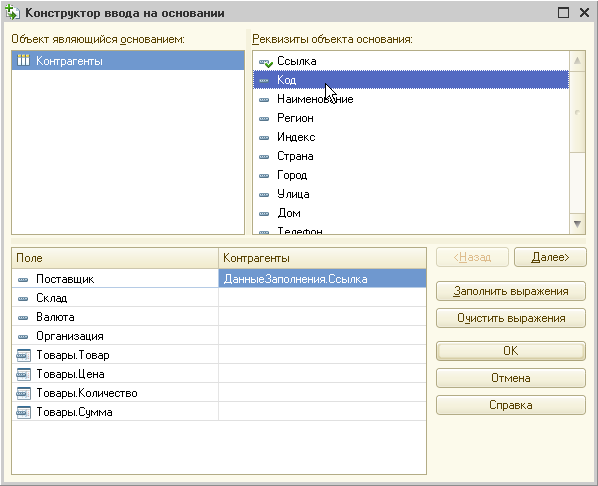 Конструктор ввода на основании
Объект являющийся основанием:
Контрагенты
Реквизиты объекта основания:
Ссылка
Код
Наименование
Регион
Индекс
Страна
Город
Улица
Дом
Телефон
Поле Контрагенты
Поставщик ДанныеЗаполнения.Ссылка
Склад
Валюта
Организация
Товары.Товар
Товары.Цена
Товары.Количество
Товары.Сумма
<Назад Далее>
Заполнить выражения
Очистить выражения
OK
Отмена
Справка